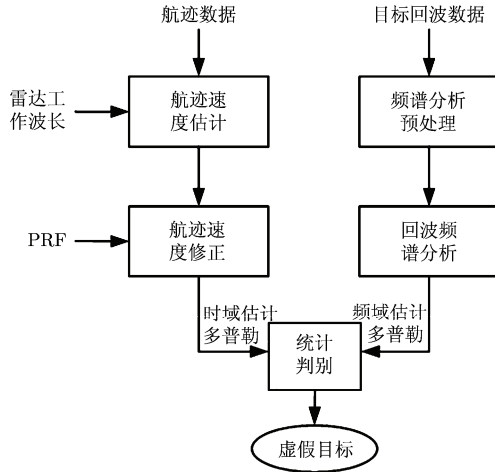 航迹数据
目标回波数据
雷达工
作波长
航迹速
度估计
频谱分析
预处理
PRF
航迹速
度修正
回波频
谱分析
时域估计
多普勒
频域估计
多普勒
统计
判别
虚假目标